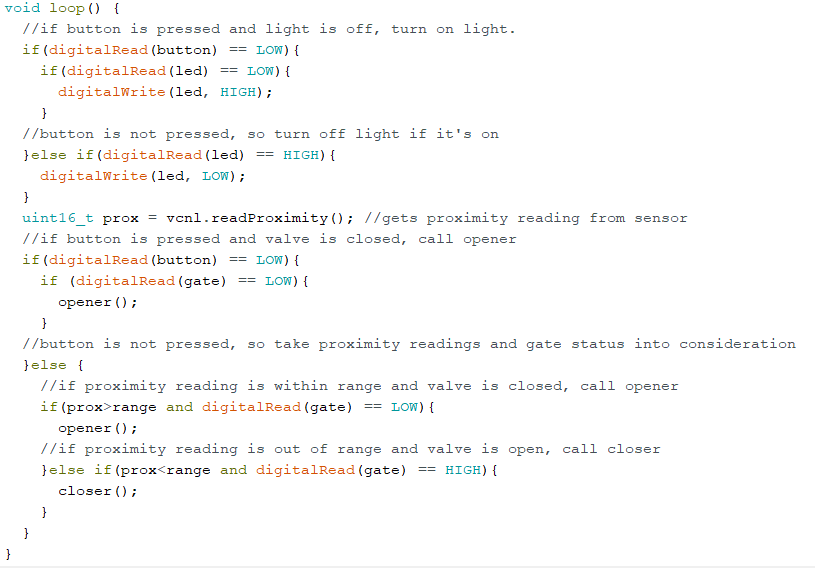 void loop() {
  //if button is pressed and light is off, turn on light.
  if(digitalRead(button) == LOW){
    if(digitalRead(led) == LOW){
      digitalWrite(led, HIGH);
    }
  //button is not pressed, so turn off light if it's on
  }else if(digitalRead(led) == HIGH){
    digitalWrite(led, LOW);
  }
  uint16_t prox = vcnl.readProximity(); //gets proximity reading from sensor
  //if button is pressed and valve is closed, call opener
  if(digitalRead(button) == LOW){
    if (digitalRead(gate) == LOW){
      opener();
    }
  //button is not pressed, so take proximity readings and gate status into consideration
  }else {
    //if proximity reading is within range and valve is closed, call opener
    if(prox>range and digitalRead(gate) == LOW){
      opener();
    //if proximity reading is out of range and valve is open, call closer
    }else if(prox<range and digitalRead(gate) == HIGH){
      closer();
    }
  }
}